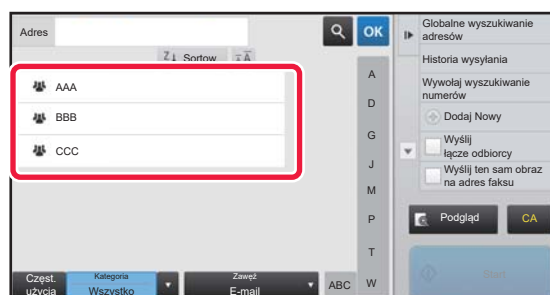 Adres
OK
Sortow
AAA
BBB
CCC
A
D
G
J
M
P
T
W
Częst.
użycia
Kategoria
Wszystko
Zawęź
E-mail
ABC
Globalne wyszukiwanie
adresów
Historia wysyłania
Wywołaj wyszukiwanie
numerów
Dodaj Nowy
Wyślij
łącze odbiorcy
Wyślij ten sam obraz
na adres faksu
Podgląd
CA
Start